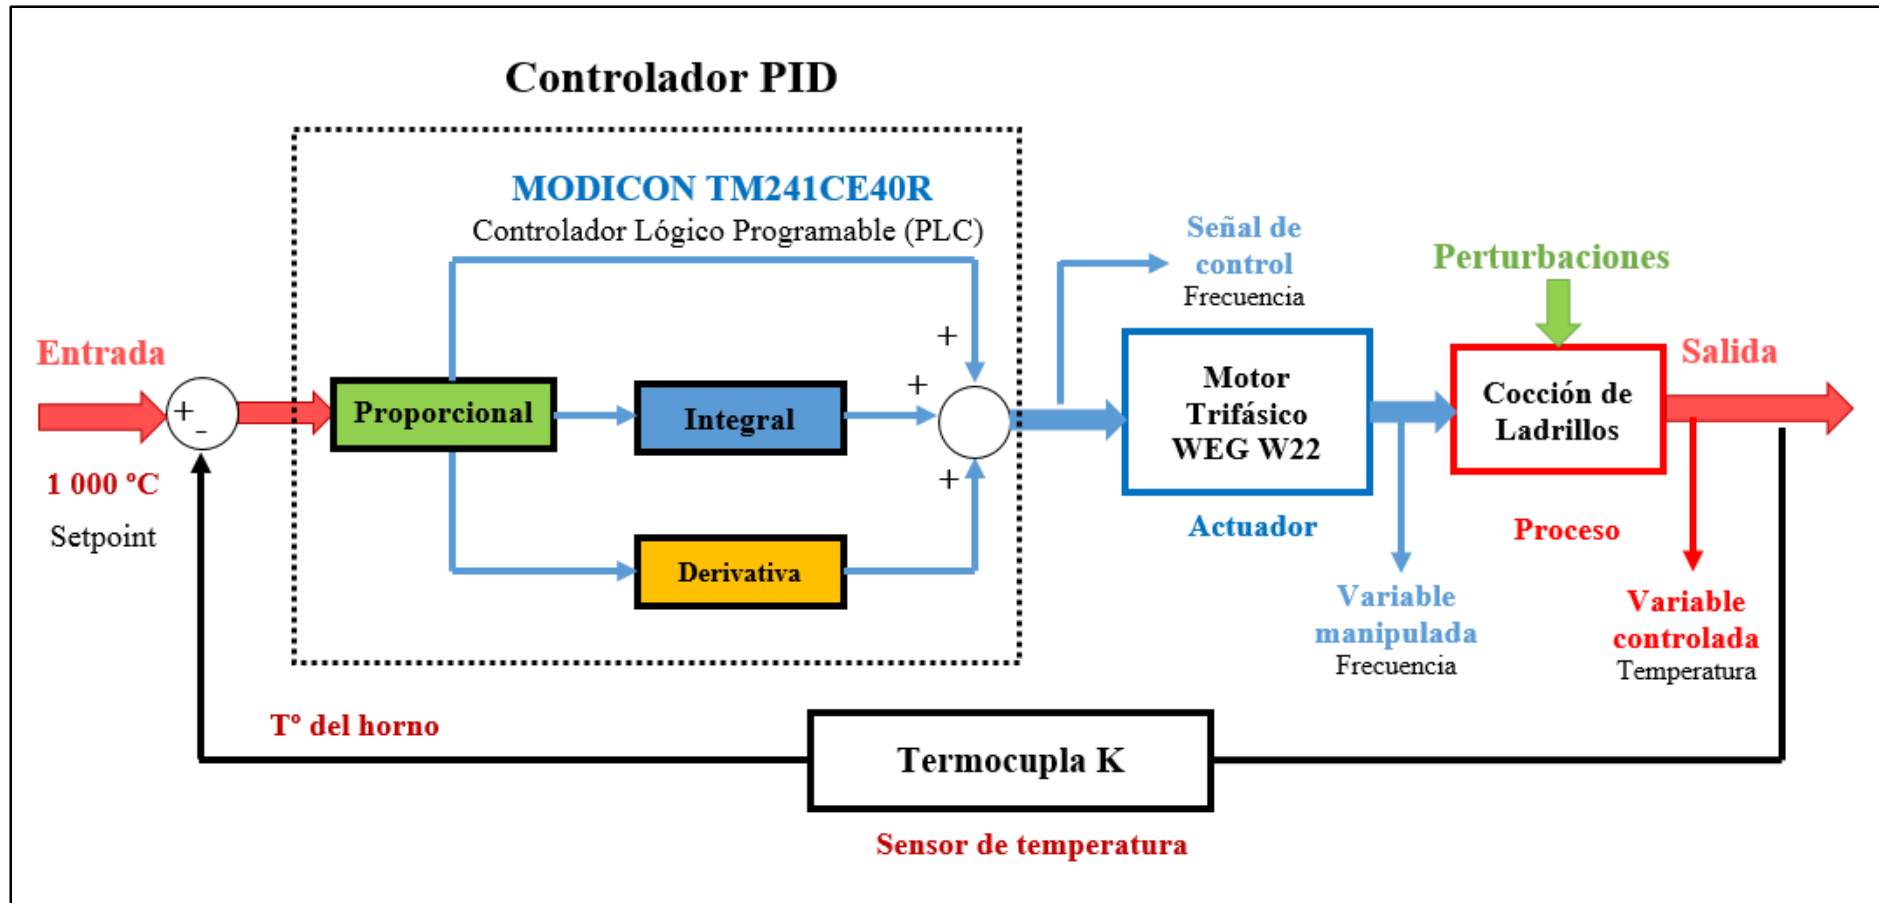 Controlador PID
MODICON TM241CE40R
Controlador Lógico Programable (PLC)
Señal de
control
Frecuencia
Perturbaciones
Entrada
+
-
1 000 ºC
Setpoint
Proporcional
Integral
Derivativa
+
+
+
Motor
Trifásico
WEG W22
Actuador
Cocción de
Ladrillos
Proceso
Salida
Variable
manipulada
Frecuencia
Variable
controlada
Temperatura
Tº del horno
Termocupla K
Sensor de temperatura